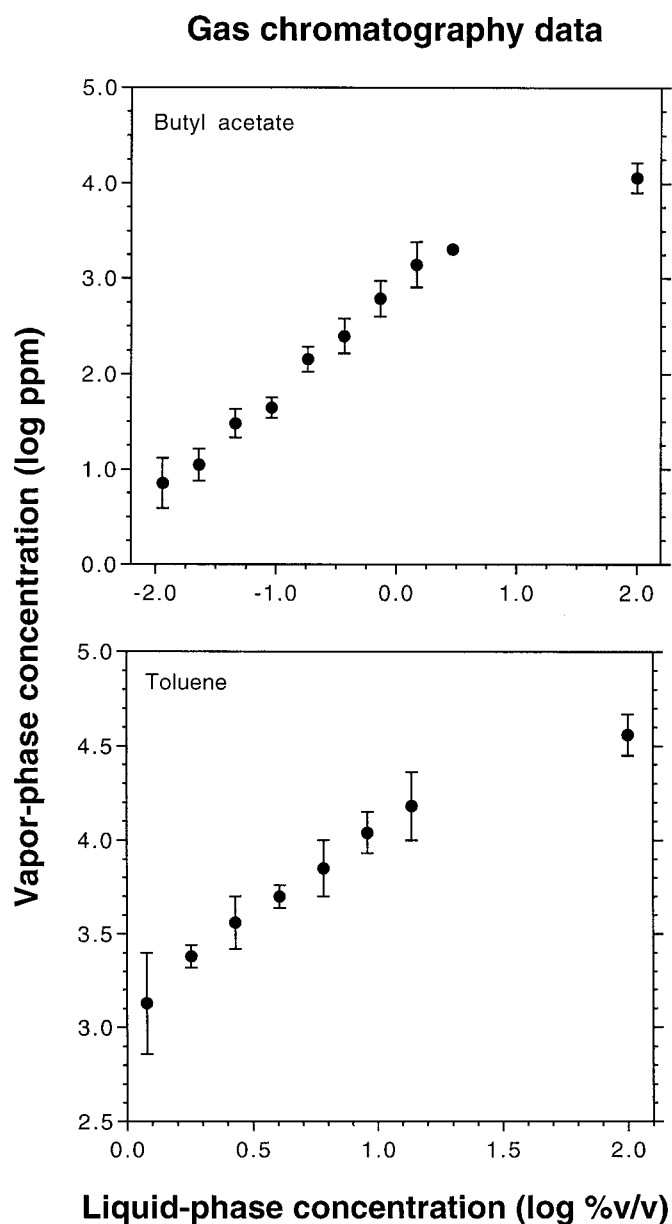 Gas chromatography data
5.0
Butyl acetate
4.0
3.0
2.0
1.0
0.0
-2.0 -1.0 0.0 1.0 2.0
Vapor-phase concentration (log ppm)
5.0
Toluene
4.5
4.0
3.5
3.0
2.5
0.0 0.5 1.0 1.5 2.0
Liquid-phase concentration (log %v/v)